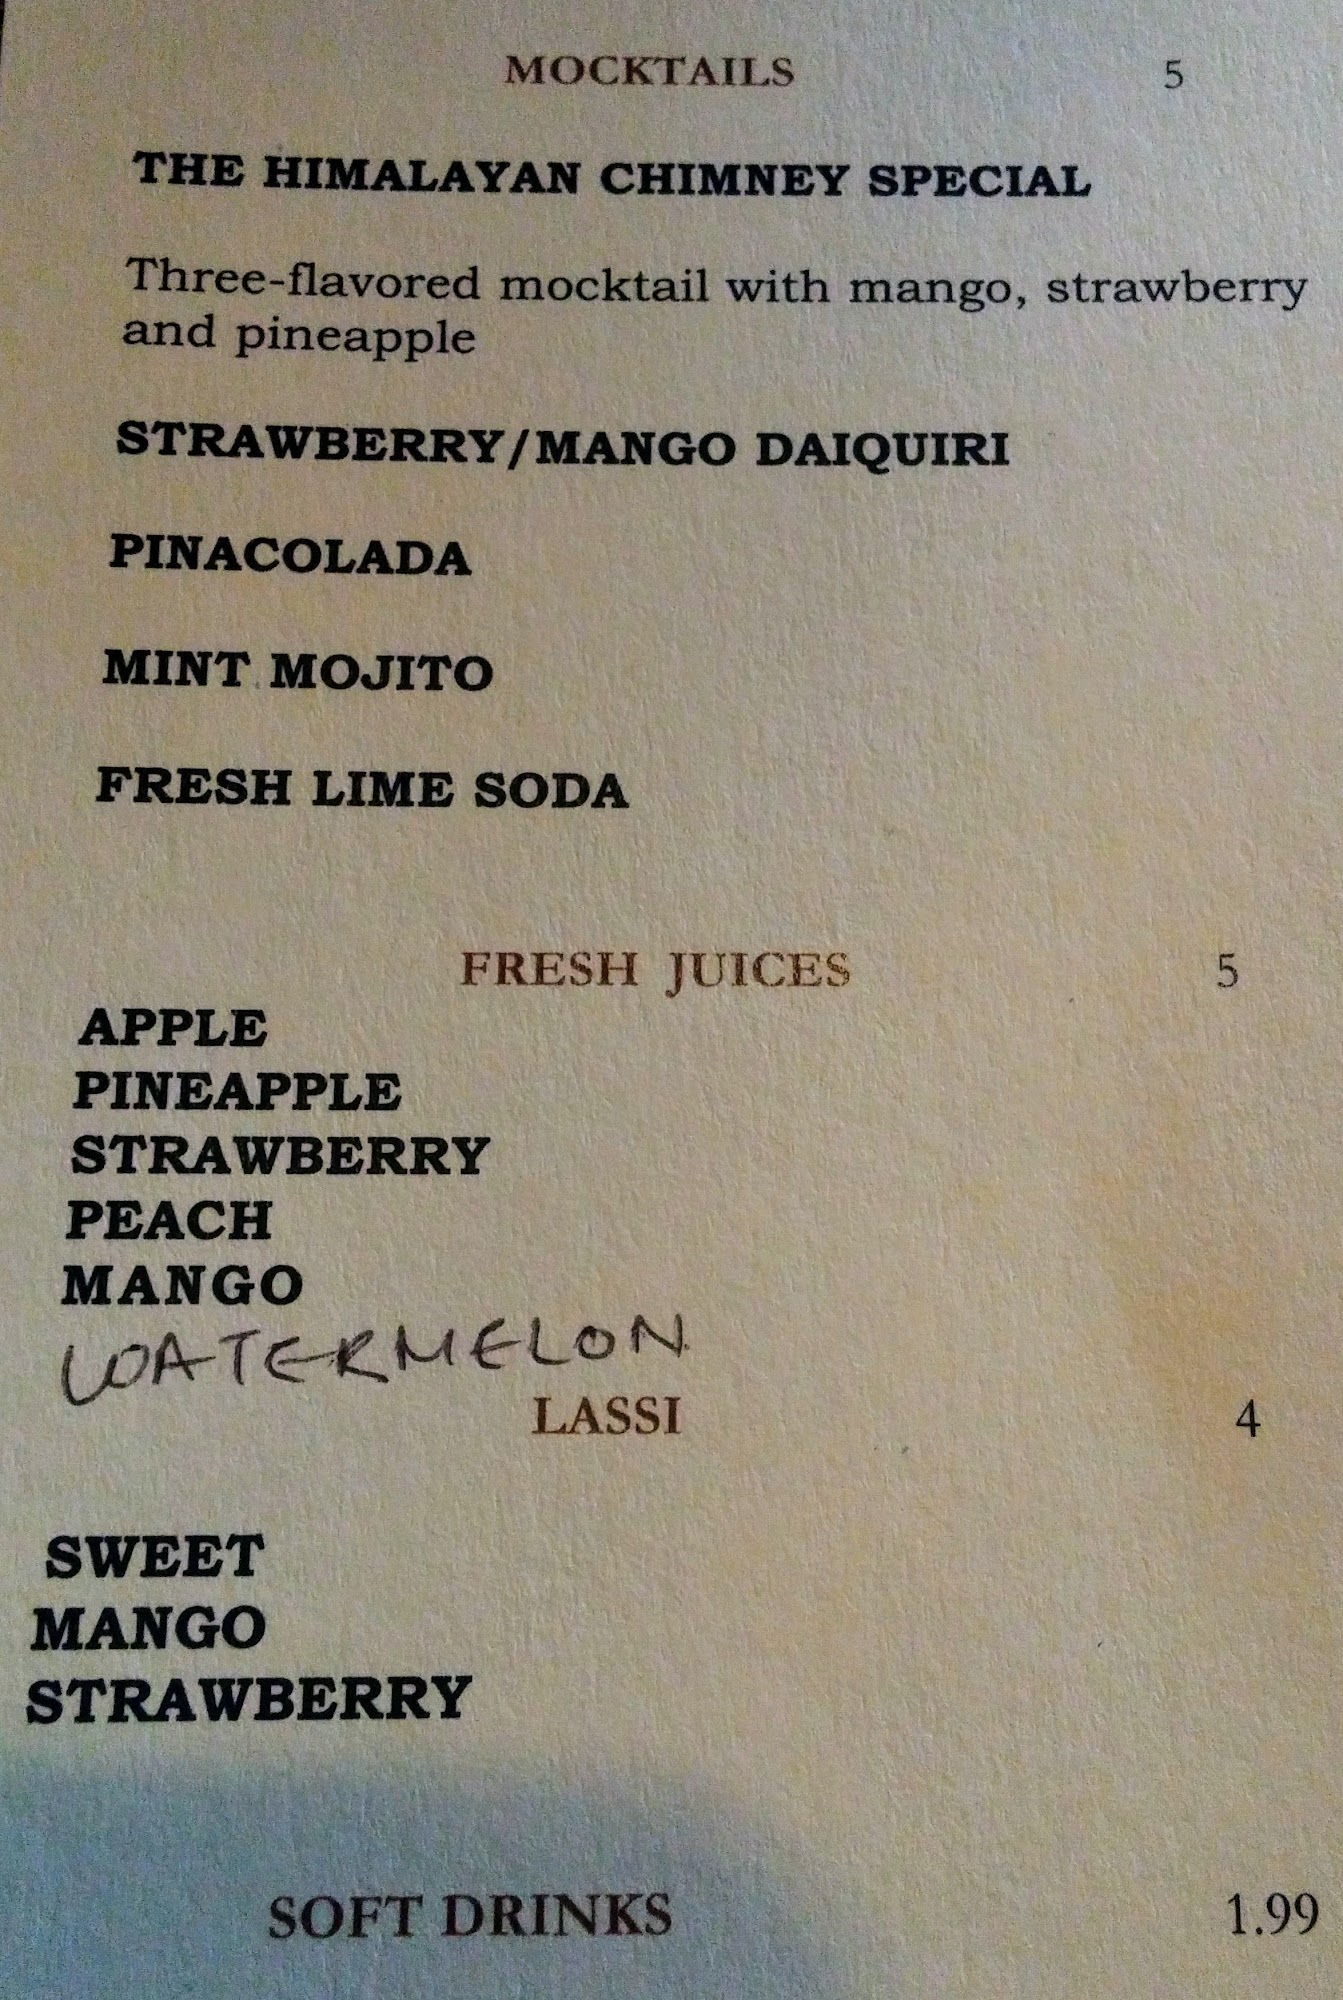 MOCKTAILS 5
THE HIMALAYAN CHIMNEY SPECIAL
Three-flavored mocktail with mango, strawberry
and pineapple
STRAWBERRY/MANGO DAIQUIRI
PINACOLADA
MINT MOJITO
FRESH LIME SODA
FRESH JUICES 5
APPLE
PINEAPPLE
STRAWBERRY
PEACH
MANGO
WATERMELON
LASSI 4
SWEET
MANGO
STRAWBERRY
SOFT DRINKS 1.99